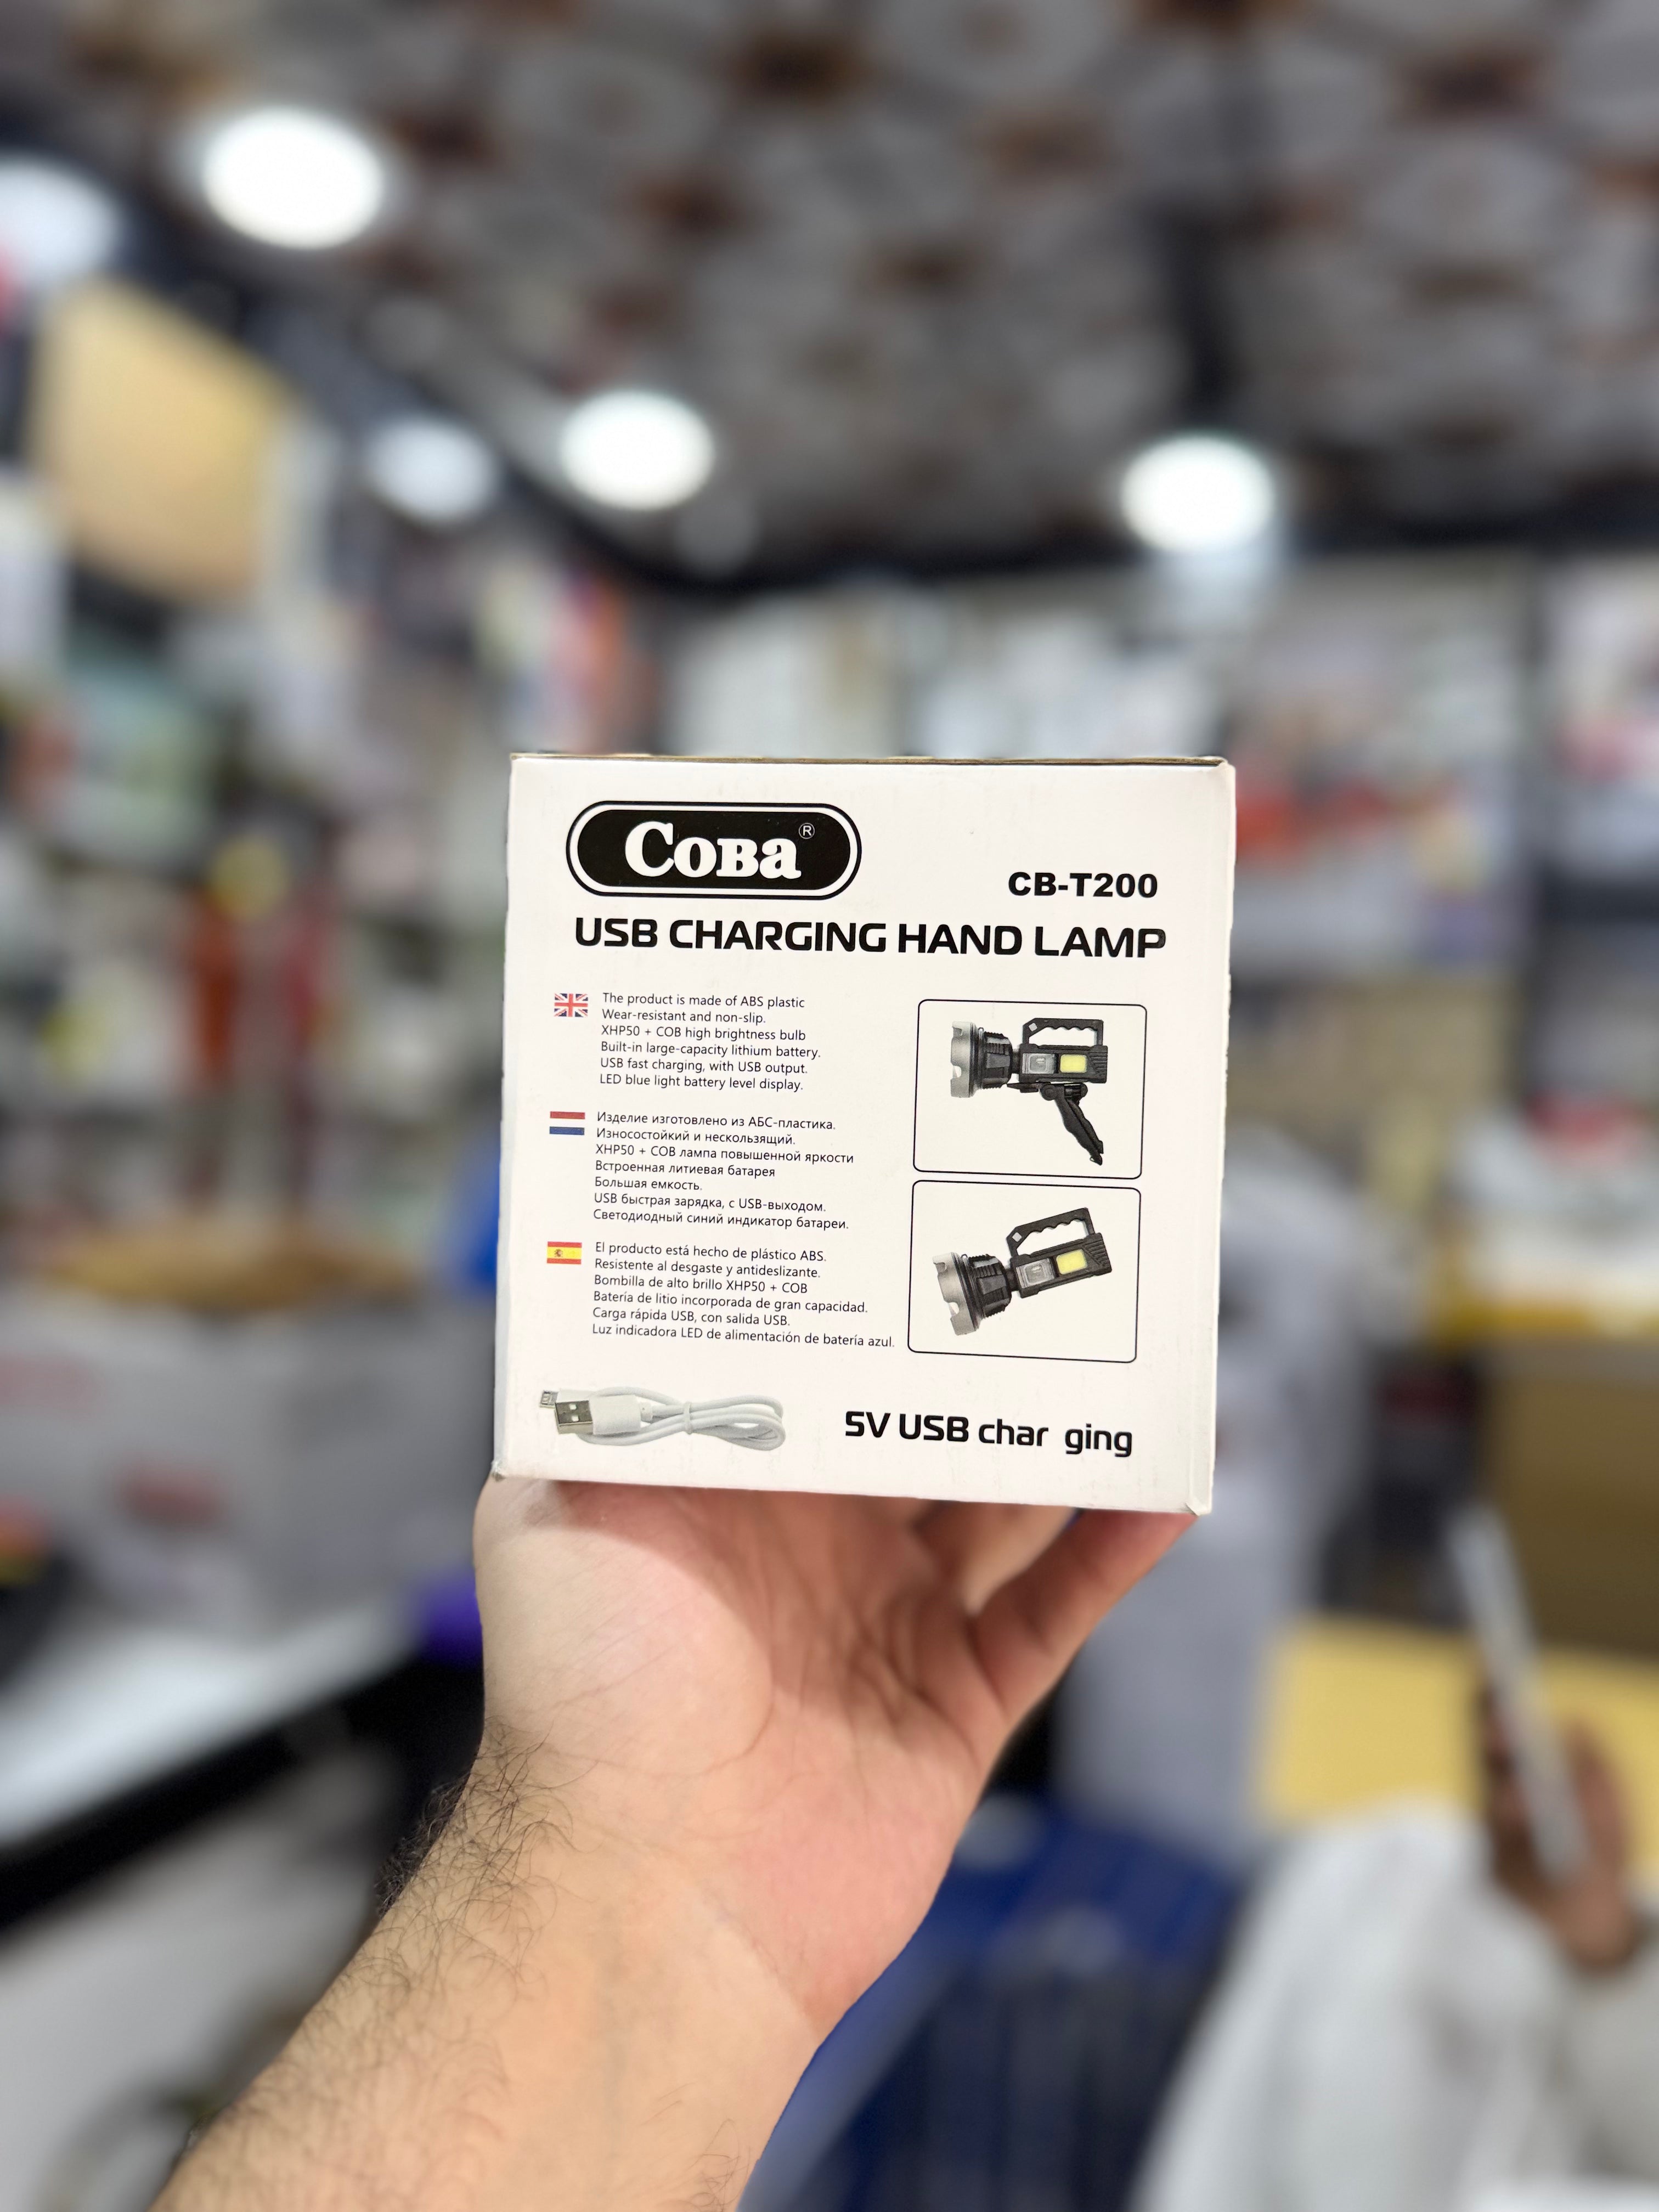 CoBa®
CB-T200
USB CHARGING HAND LAMP
The product is made of ABS plastic
Wear-resistant and non-slip.
XHP50 + COB high brightness bulb
Built-in large-capacity lithium battery.
USB fast charging, with USB output.
LED blue light battery level display.
Изделие изготовлено из АБС-пластика.
Износостойкий и нескользящий.
XHP50 + COB лампа повышенной яркости
Встроенная литиевая батарея
Большая емкость.
USB быстрая зарядка, с USB-выходом.
Светодиодный синий индикатор батареи.
El producto está hecho de plástico ABS.
Resistente al desgaste y antideslizante.
Bombilla de alto brillo XHP50 + COB
Batería de litio incorporada de gran capacidad.
Carga rápida USB, con salida USB.
Luz indicadora LED de alimentación de batería azul.
5V USB char ging